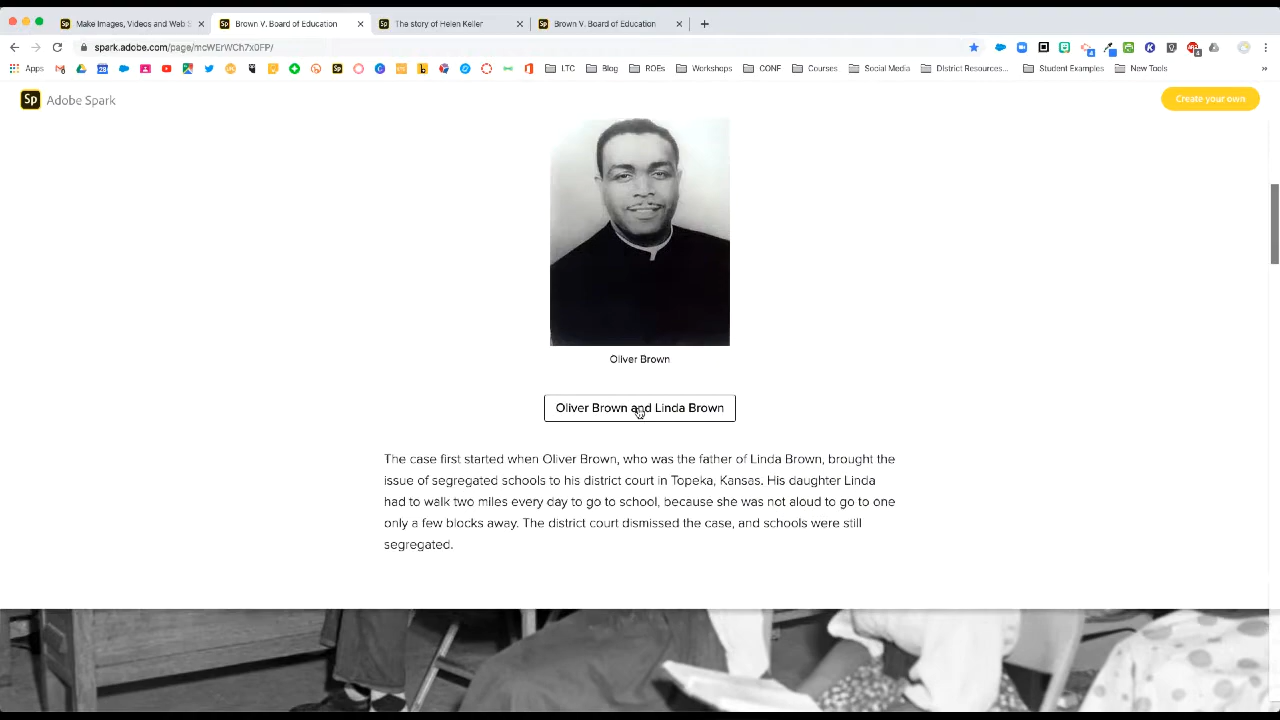 Make Images, Videos and Web S
Brown V. Board of Education
The story of Helen Keller
Brown V. Board of Education
spark.adobe.com/page/mcWErWCh7x0FP/
Apps
LTC
Blog
ROEs
Workshops
CONF
Courses
Social Media
District Resources...
Student Examples
New Tools
Sp Adobe Spark
Create your own
Oliver Brown
Oliver Brown and Linda Brown
The case first started when Oliver Brown, who was the father of Linda Brown, brought the
issue of segregated schools to his district court in Topeka, Kansas. His daughter Linda
had to walk two miles every day to go to school, because she was not aloud to go to one
only a few blocks away. The district court dismissed the case, and schools were still
segregated.